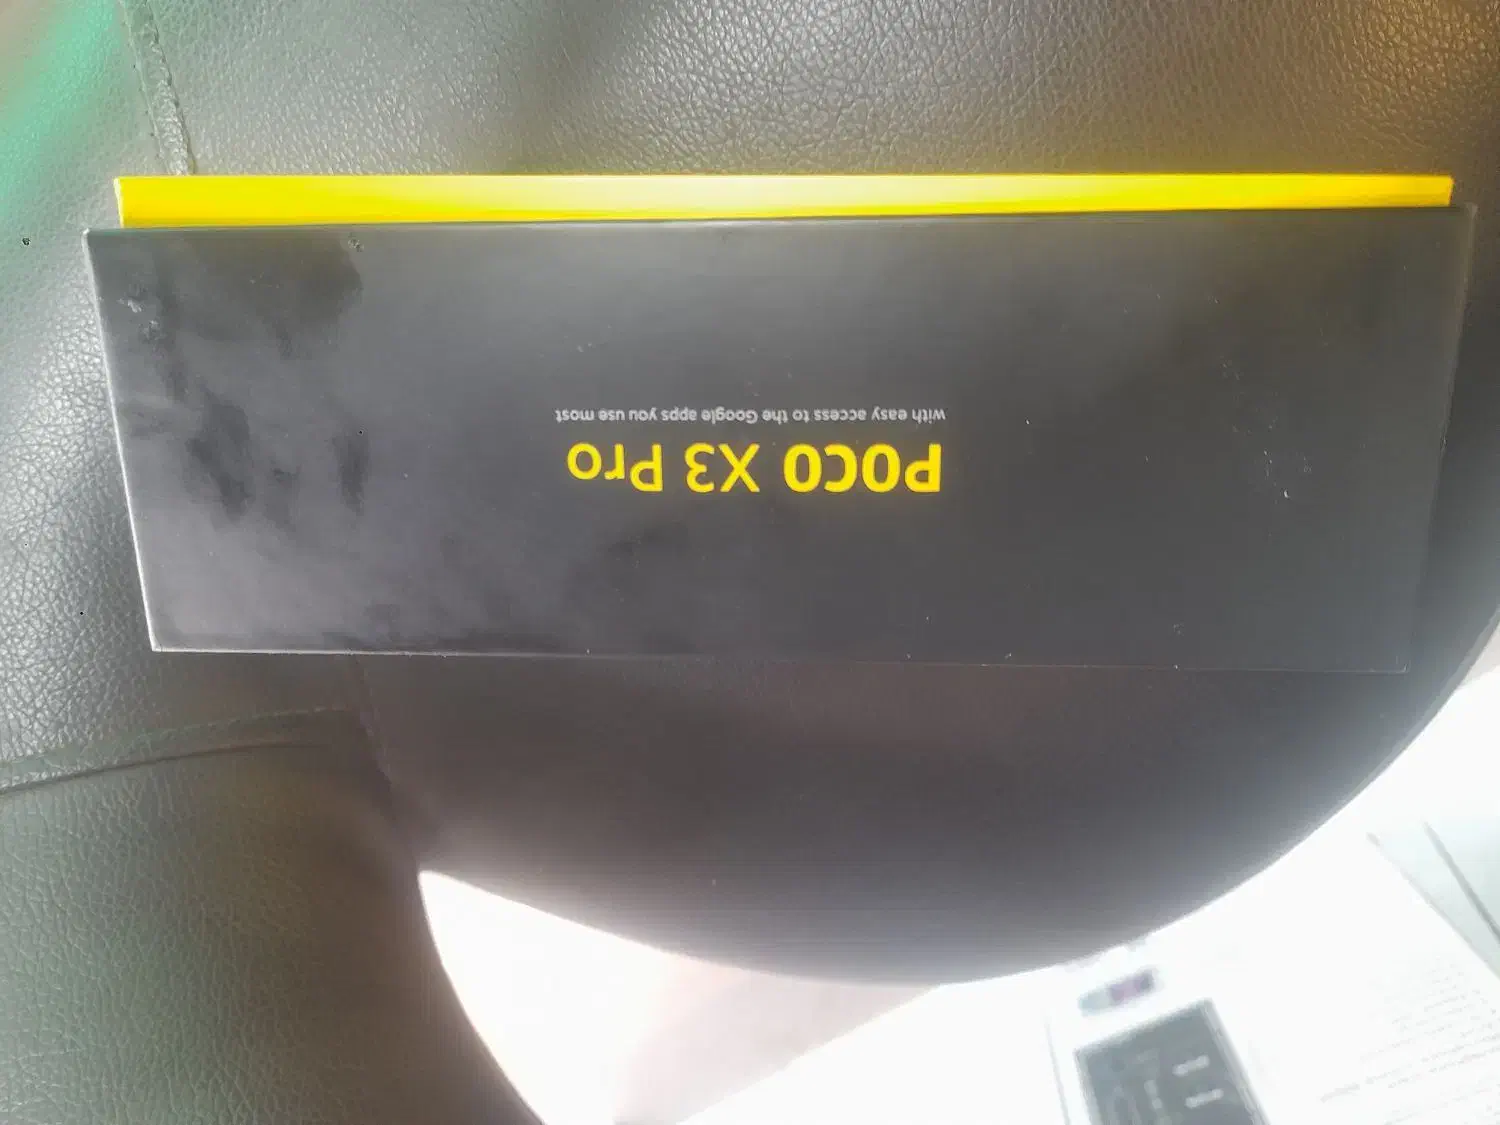 POCO X3 Pro
with easy access to the Google apps you use most